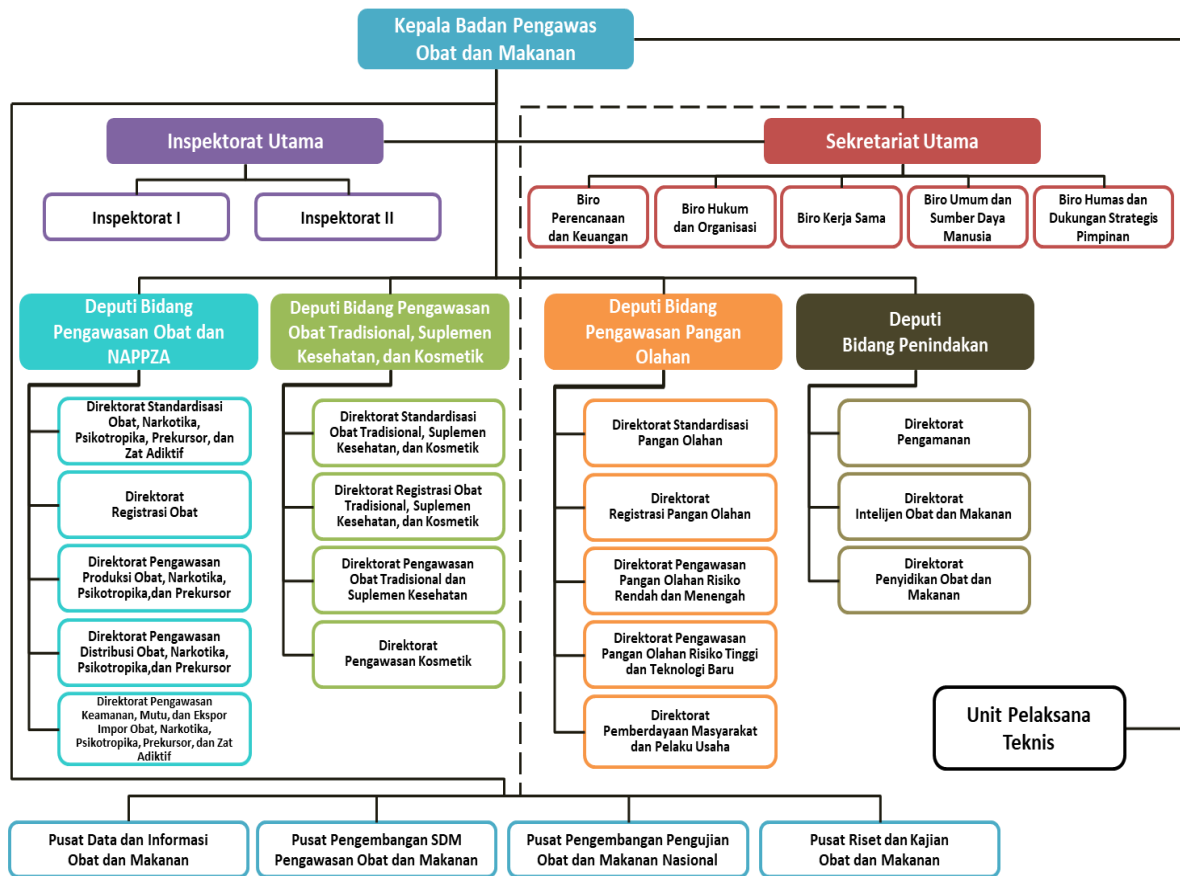 Kepala Badan Pengawas
Obat dan Makanan
Inspektorat Utama
Sekretariat Utama
Inspektorat I
Inspektorat II
Biro
Perencanaan
dan Keuangan
Biro Hukum
dan Organisasi
Biro Kerja Sama
Biro Umum dan
Sumber Daya
Manusia
Biro Humas dan
Dukungan Strategis
Pimpinan
Deputi Bidang
Pengawasan Obat dan
NAPPZA
Deputi Bidang Pengawasan
Obat Tradisional, Suplemen
Kesehatan, dan Kosmetik
Deputi Bidang
Pengawasan Pangan
Olahan
Deputi
Bidang Penindakan
Direktorat Standardisasi
Obat, Narkotika,
Psikotropika, Prekursor, dan
Zat Adiktif
Direktorat
Registrasi Obat
Direktorat Pengawasan
Produksi Obat, Narkotika,
Psikotropika,dan Prekursor
Direktorat Pengawasan
Distribusi Obat, Narkotika,
Psikotropika,dan Prekursor
Direktorat Pengawasan
Keamanan, Mutu, dan Ekspor
Impor Obat, Narkotika,
Psikotropika, Prekursor, dan Zat
Adiktif
Direktorat Standardisasi
Obat Tradisional, Suplemen
Kesehatan, dan Kosmetik
Direktorat Registrasi Obat
Tradisional, Suplemen
Kesehatan, dan Kosmetik
Direktorat Pengawasan
Obat Tradisional dan
Suplemen Kesehatan
Direktorat
Pengawasan Kosmetik
Direktorat Standardisasi
Pangan Olahan
Direktorat
Registrasi Pangan Olahan
Direktorat Pengawasan
Pangan Olahan Risiko
Rendah dan Menengah
Direktorat Pengawasan
Pangan Olahan Risiko Tinggi
dan Teknologi Baru
Direktorat
Pemberdayaan Masyarakat
dan Pelaku Usaha
Direktorat
Pengamanan
Direktorat
Intelijen Obat dan Makanan
Direktorat
Penyidikan Obat dan
Makanan
Unit Pelaksana
Teknis
Pusat Data dan Informasi
Obat dan Makanan
Pusat Pengembangan SDM
Pengawasan Obat dan Makanan
Pusat Pengembangan Pengujian
Obat dan Makanan Nasional
Pusat Riset dan Kajian
Obat dan Makanan